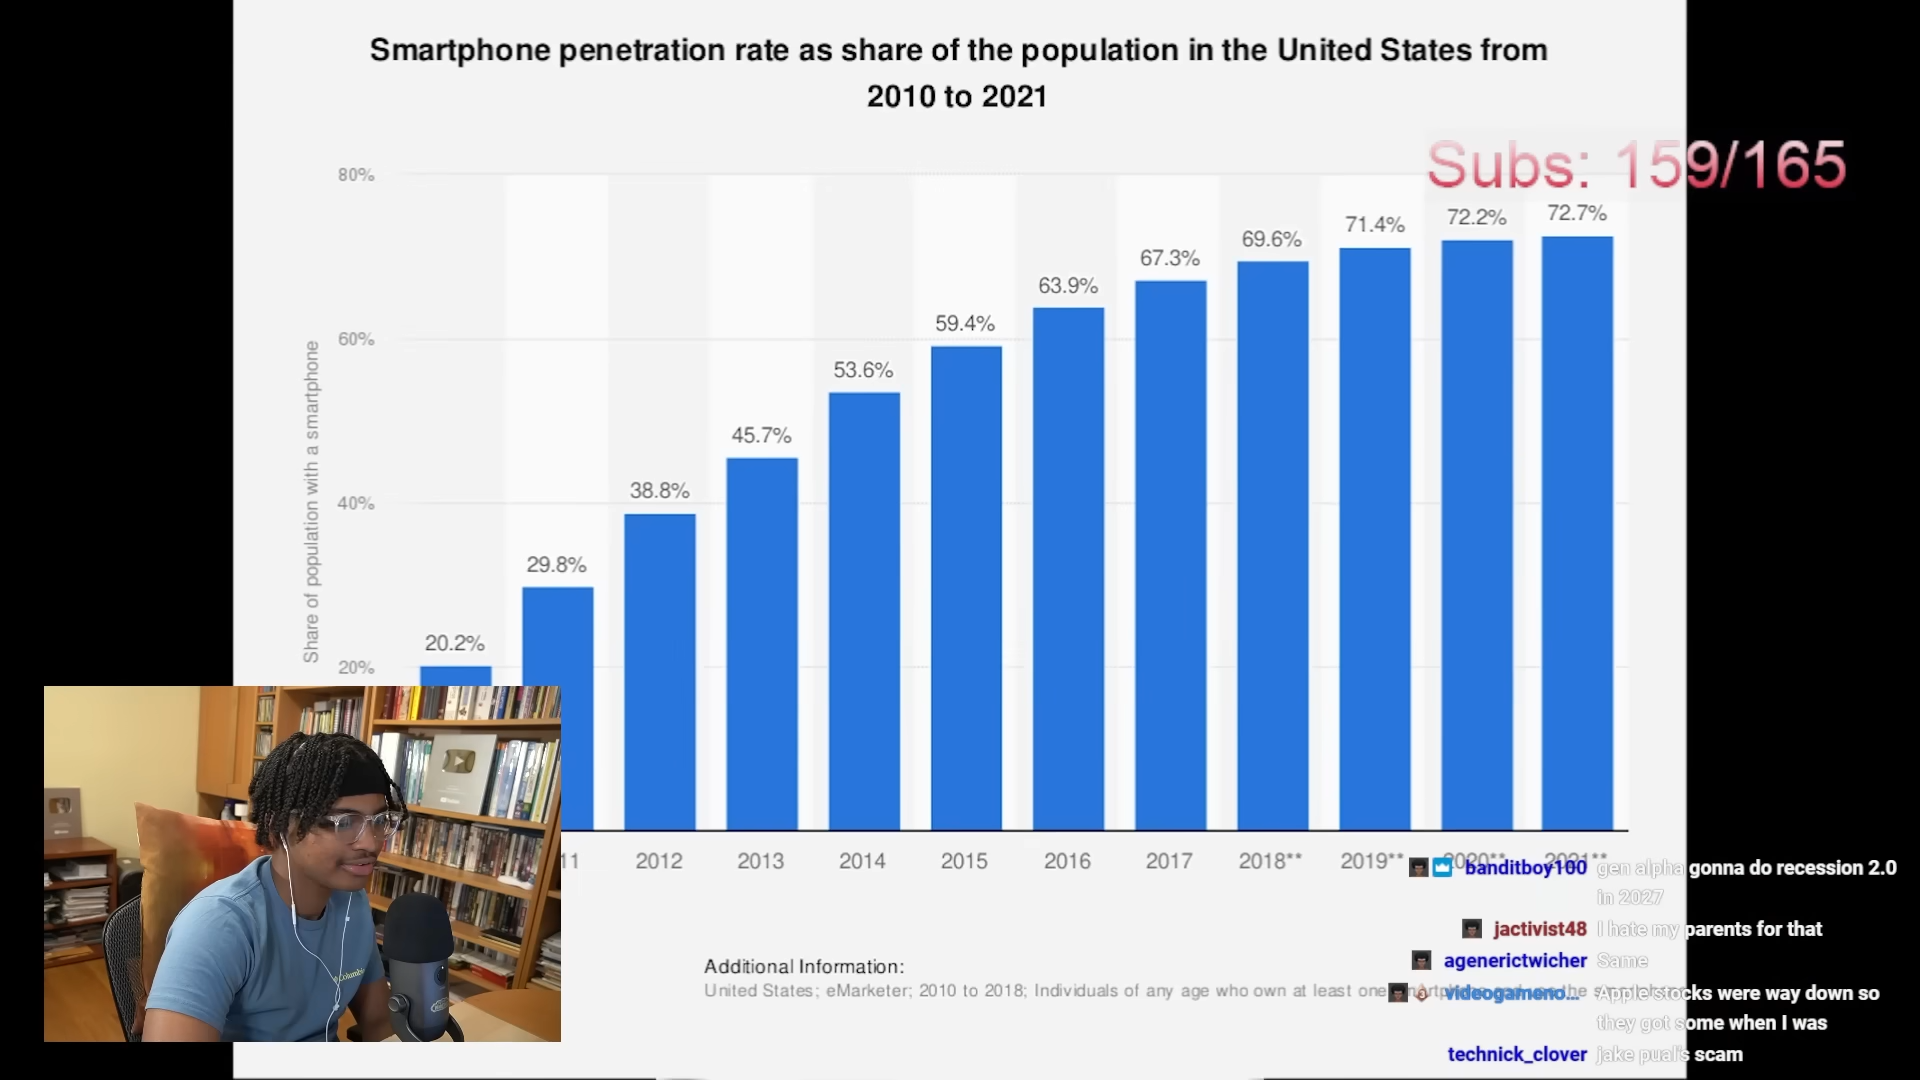 Smartphone penetration rate as share of the population in the United States from
2010 to 2021
Subs: 159/165
80%
60%
40%
20%
Share of population with a smartphone
20.2%
29.8%
38.8%
45.7%
53.6%
59.4%
63.9%
67.3%
69.6%
71.4%
72.2%
72.7%
11
2012
2013
2014
2015
2016
2017
2018**
2019**
2020**
2021**
banditboy100 gen alpha gonna do recession 2.0
in 2027
jactivist48 I hate my parents for that
agenerictwicher Same
videogameno... Apple stocks were way down so
they got some when I was
technick_clover jake pual's scam
Additional Information:
United States; eMarketer; 2010 to 2018; Individuals of any age who own at least one